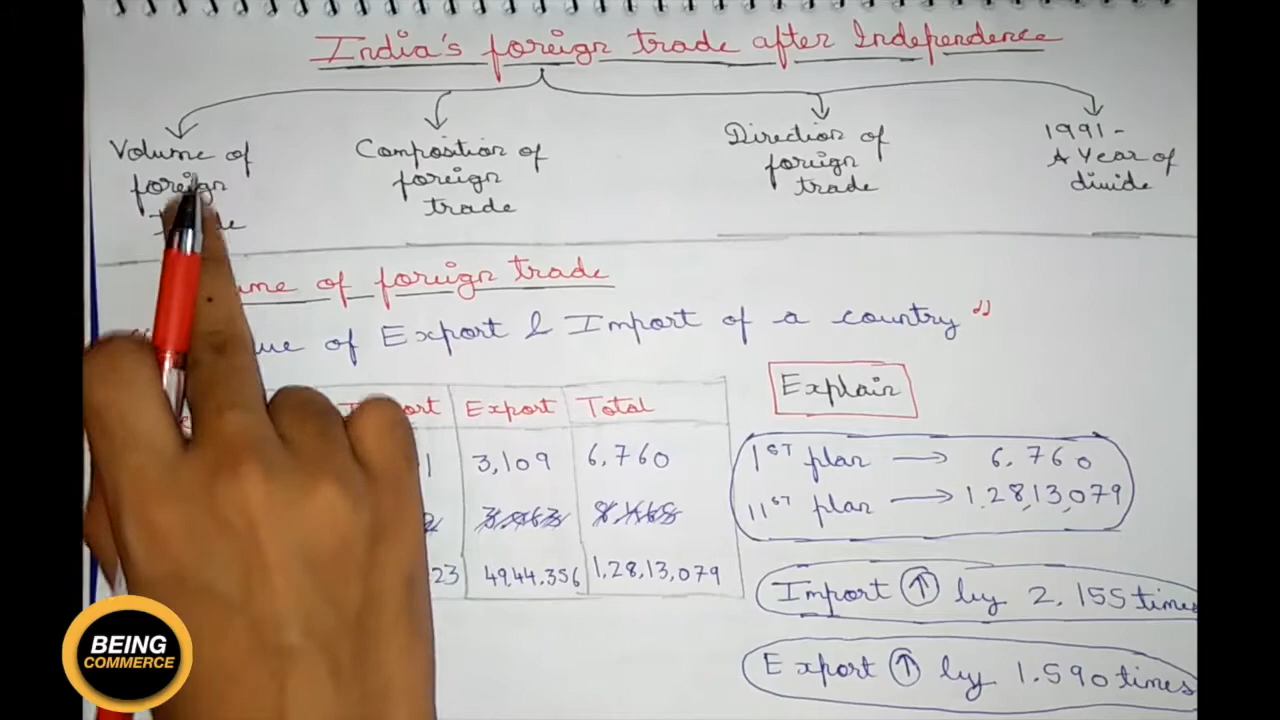 India's foreign trade after Independence
Volume of
foreign
Composition of
foreign
trade
Direction of
foreign
trade
1991-
A Year of
divide
of foreign trade
of Export & Import of a country"
Export Total
3,109 6,760
23 49,44,356 1,28,13,079
Explain
1ST plan → 6,760
11ST plan → 1,28,13,079
Import ↑ by 2,155 times
Export ↑ by 1.590 times
BEING
COMMERCE